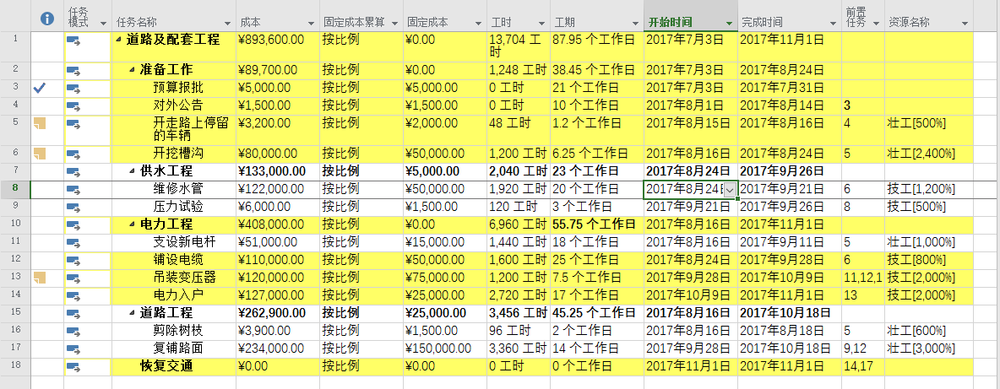 任务模式 任务名称 成本 固定成本累算 固定成本 工时 工期 开始时间 完成时间 前置任务 资源名称
1 道路及配套工程 ¥893,600.00 按比例 ¥0.00 13,704 工时 87.95 个工作日 2017年7月3日 2017年11月1日
2 准备工作 ¥89,700.00 按比例 ¥0.00 1,248 工时 38.45 个工作日 2017年7月3日 2017年8月24日
3 预算报批 ¥5,000.00 按比例 ¥5,000.00 0 工时 21 个工作日 2017年7月3日 2017年7月31日
4 对外公告 ¥1,500.00 按比例 ¥1,500.00 0 工时 10 个工作日 2017年8月1日 2017年8月14日 3
5 开走路上停留的车辆 ¥3,200.00 按比例 ¥2,000.00 48 工时 1.2 个工作日 2017年8月15日 2017年8月16日 4 壮工[500%]
6 开挖槽沟 ¥80,000.00 按比例 ¥50,000.00 1,200 工时 6.25 个工作日 2017年8月16日 2017年8月24日 5 壮工[2,400%]
7 供水工程 ¥133,000.00 按比例 ¥5,000.00 2,040 工时 23 个工作日 2017年8月24日 2017年9月26日
8 维修水管 ¥122,000.00 按比例 ¥50,000.00 1,920 工时 20 个工作日 2017年8月24日 2017年9月21日 6 技工[1,200%]
9 压力试验 ¥6,000.00 按比例 ¥1,500.00 120 工时 3 个工作日 2017年9月21日 2017年9月26日 8 技工[500%]
10 电力工程 ¥408,000.00 按比例 ¥0.00 6,960 工时 55.75 个工作日 2017年8月16日 2017年11月1日
11 支设新电杆 ¥51,000.00 按比例 ¥15,000.00 1,440 工时 18 个工作日 2017年8月16日 2017年9月11日 5 壮工[1,000%]
12 铺设电缆 ¥110,000.00 按比例 ¥50,000.00 1,600 工时 25 个工作日 2017年8月24日 2017年9月28日 6 技工[800%]
13 吊装变压器 ¥120,000.00 按比例 ¥75,000.00 1,200 工时 7.5 个工作日 2017年9月28日 2017年10月9日 11,12,1 技工[2,000%]
14 电力入户 ¥127,000.00 按比例 ¥25,000.00 2,720 工时 17 个工作日 2017年10月9日 2017年11月1日 13 技工[2,000%]
15 道路工程 ¥262,900.00 按比例 ¥25,000.00 3,456 工时 45.25 个工作日 2017年8月16日 2017年10月18日
16 剪除树枝 ¥3,900.00 按比例 ¥1,500.00 96 工时 2 个工作日 2017年8月16日 2017年8月18日 5 壮工[600%]
17 复铺路面 ¥234,000.00 按比例 ¥150,000.00 3,360 工时 14 个工作日 2017年9月28日 2017年10月18日 9,12 壮工[3,000%]
18 恢复交通 ¥0.00 按比例 ¥0.00 0 工时 0 个工作日 2017年11月1日 2017年11月1日 14,17